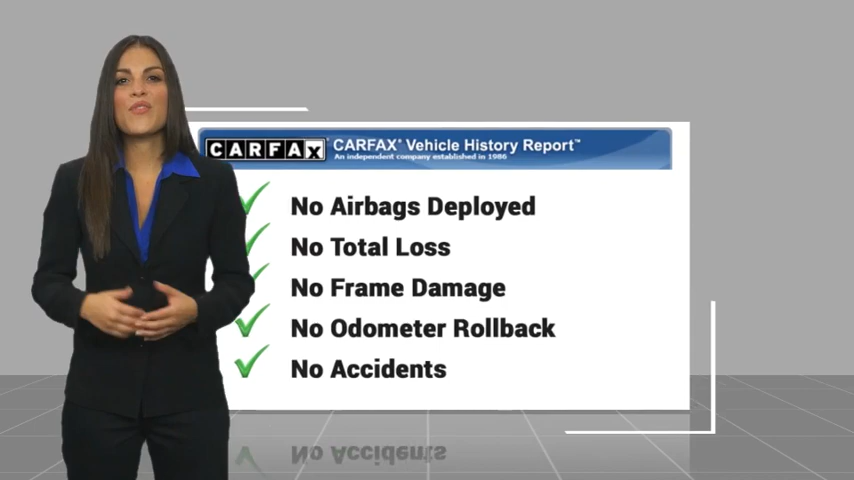 CARFAX CARFAX® Vehicle History Report™
An independent company established in 1986
No Airbags Deployed
No Total Loss
No Frame Damage
No Odometer Rollback
No Accidents
No Accidents